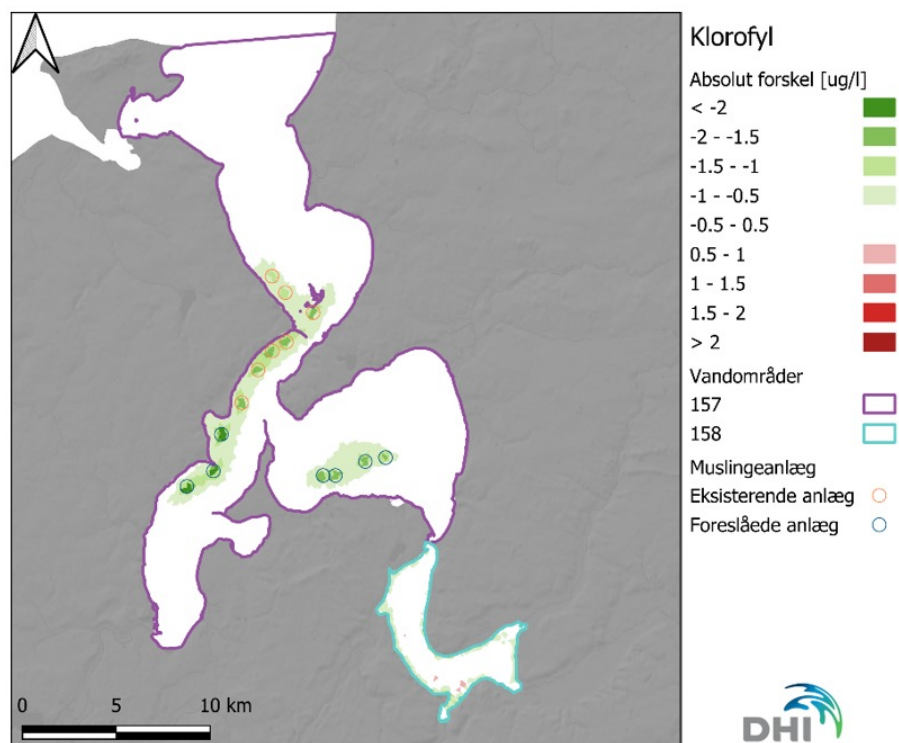 Klorofyl
Absolut forskel [ug/l]
< -2
-2 - -1.5
-1.5 - -1
-1 - -0.5
-0.5 - 0.5
0.5 - 1
1 - 1.5
1.5 - 2
> 2
Vandområder
157
158
Muslingeanlæg
Eksisterende anlæg
Foreslåede anlæg
0 5 10 km
DHI